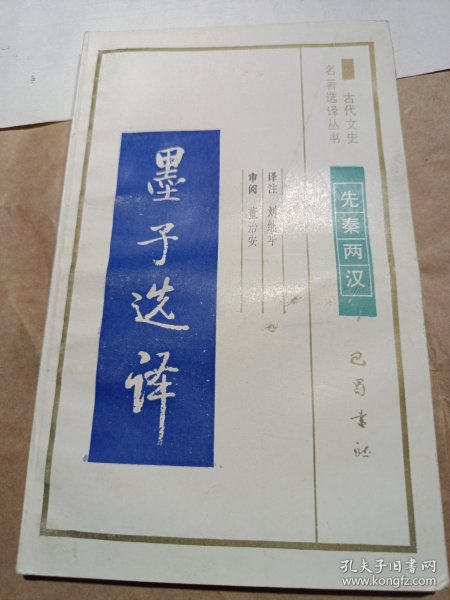 古代文史
名著选译丛书
先秦两汉
巴蜀书社
译注 刘继华
审阅 董治安
墨子选译
孔夫子旧书网
www.kongfz.com